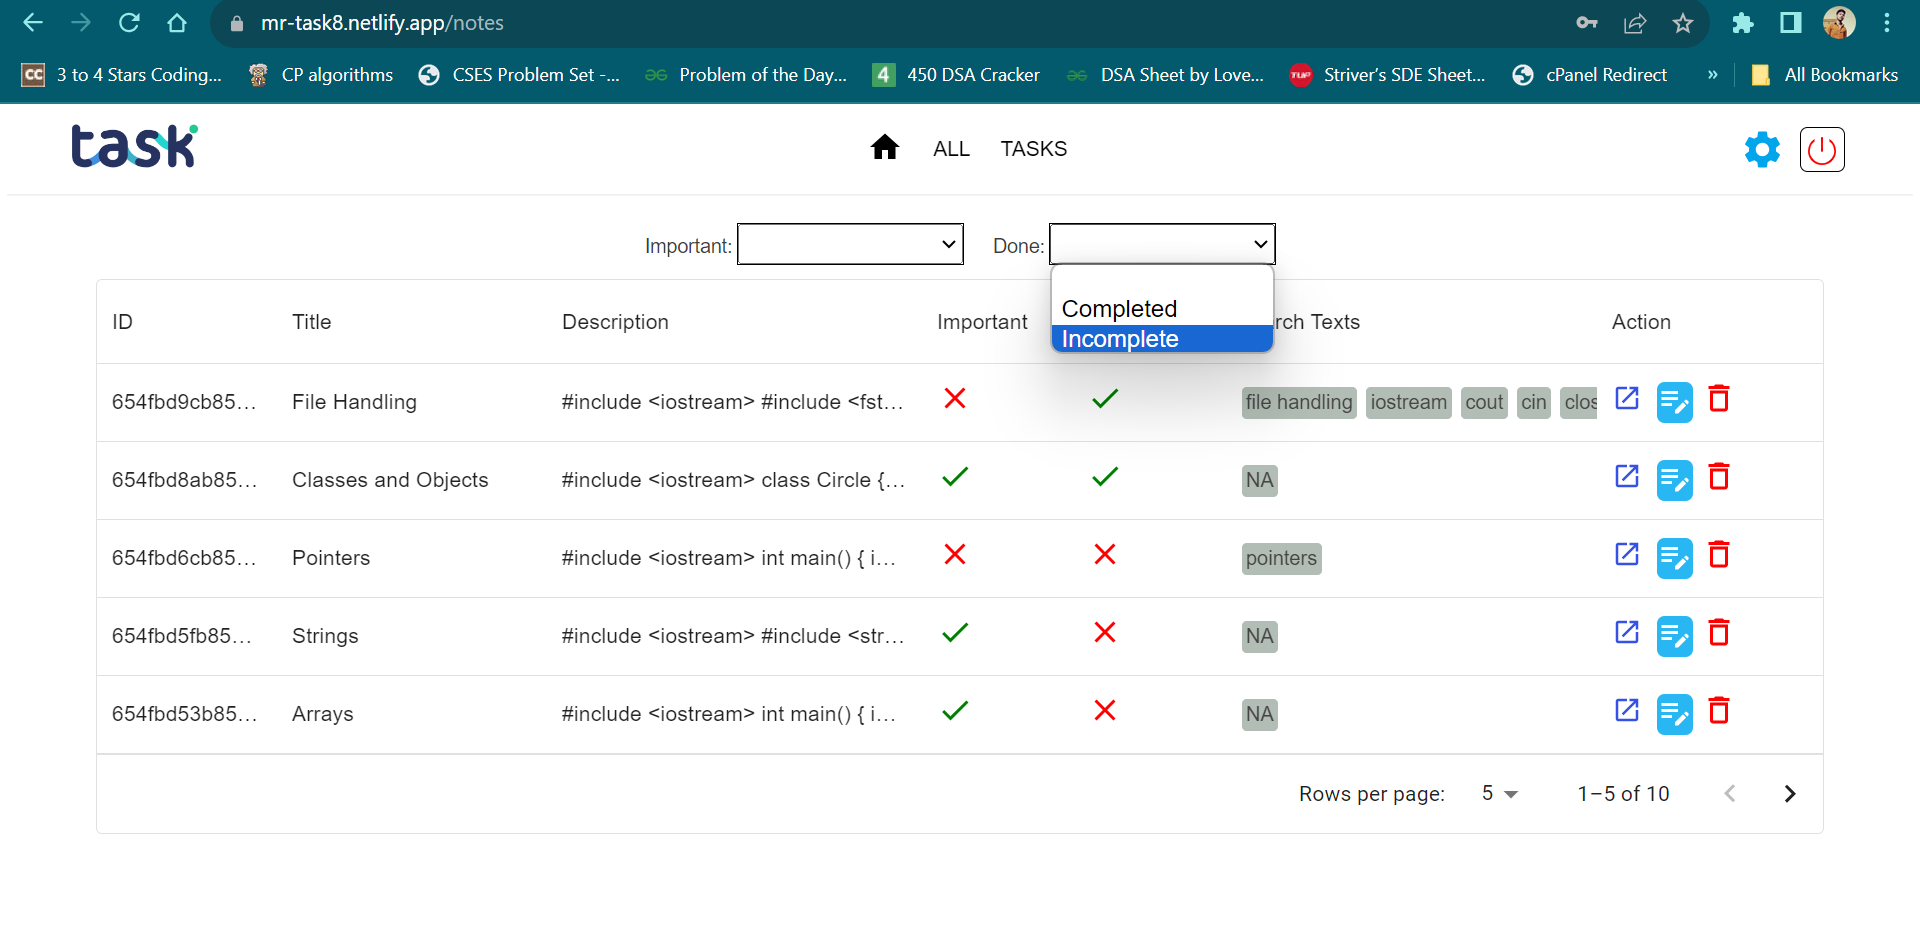 mr-task8.netlify.app/notes
CC 3 to 4 Stars Coding... CP algorithms CSES Problem Set -... Problem of the Day... 4 450 DSA Cracker DSA Sheet by Love... TUF Striver's SDE Sheet... cPanel Redirect » All Bookmarks
task ALL TASKS
Important: Done:
Completed
Incomplete
ID Title Description Important rch Texts Action
654fbd9cb85... File Handling #include <iostream> #include <fst... file handling iostream cout cin clos
654fbd8ab85... Classes and Objects #include <iostream> class Circle {... NA
654fbd6cb85... Pointers #include <iostream> int main() { i... pointers
654fbd5fb85... Strings #include <iostream> #include <str... NA
654fbd53b85... Arrays #include <iostream> int main() { i... NA
Rows per page: 5 1–5 of 10